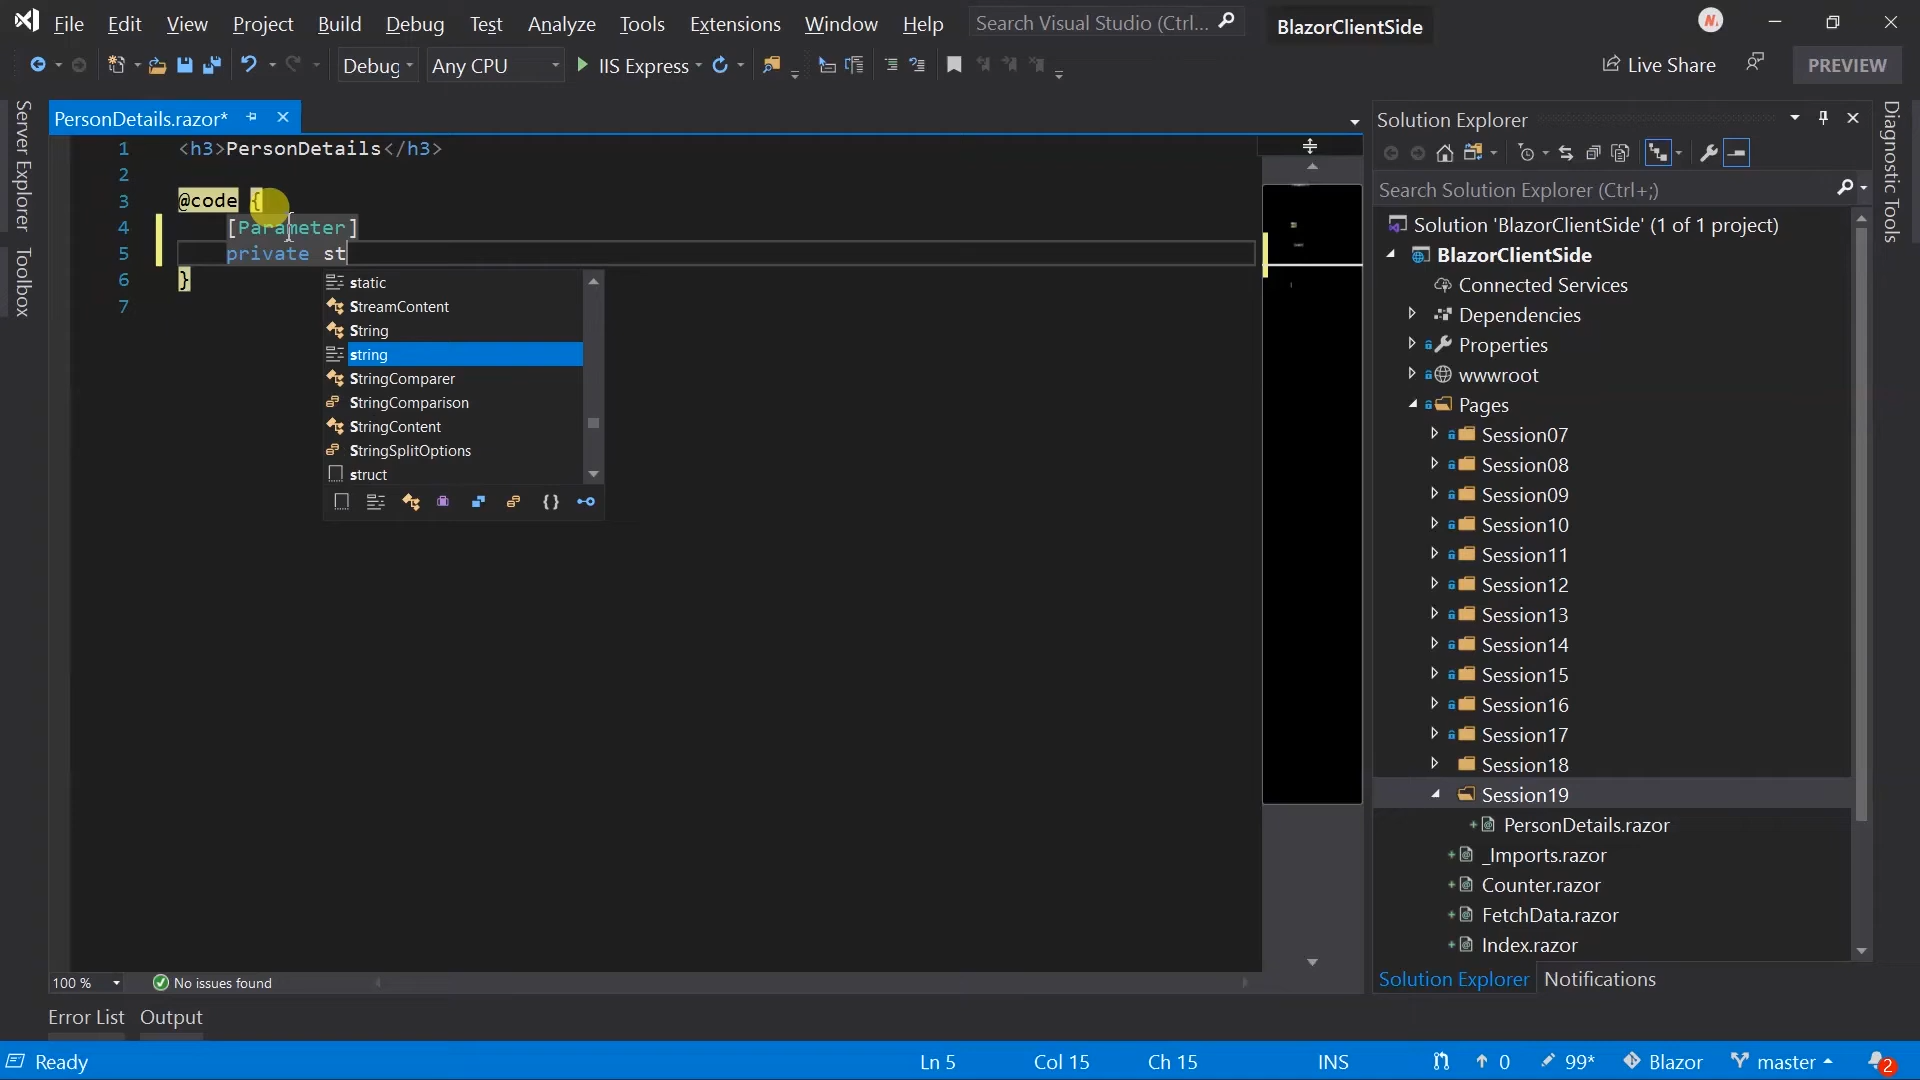 File Edit View Project Build Debug Test Analyze Tools Extensions Window Help Search Visual Studio (Ctrl... BlazorClientSide
Debug Any CPU IIS Express Live Share PREVIEW
Server Explorer
Toolbox
PersonDetails.razor*
1 <h3>PersonDetails</h3>
2
3 @code {
4 [Parameter]
5 private st
6 }
7
static
StreamContent
String
string
StringComparer
StringComparison
StringContent
StringSplitOptions
struct
100 % No issues found
Solution Explorer
Search Solution Explorer (Ctrl+;)
Solution 'BlazorClientSide' (1 of 1 project)
BlazorClientSide
Connected Services
Dependencies
Properties
wwwroot
Pages
Session07
Session08
Session09
Session10
Session11
Session12
Session13
Session14
Session15
Session16
Session17
Session18
Session19
PersonDetails.razor
_Imports.razor
Counter.razor
FetchData.razor
Index.razor
Solution Explorer Notifications
Diagnostic Tools
Error List Output
Ready Ln 5 Col 15 Ch 15 INS 0 99* Blazor master 2